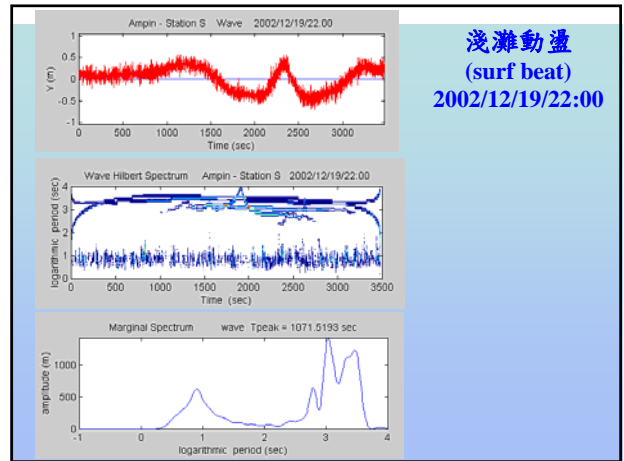 Ampin - Station S Wave 2002/12/19/22:00
1
0.5
0
-0.5
-1
Y (m)
0 500 1000 1500 2000 2500 3000
Time (sec)
淺灘動盪
(surf beat)
2002/12/19/22:00
Wave Hilbert Spectrum Ampin - Station S 2002/12/19/22:00
4
3
2
1
0
logarithmic period (sec)
0 500 1000 1500 2000 2500 3000 3500
Time (sec)
Marginal Spectrum wave Tpeak = 1071.5193 sec
1000
500
0
amplitude (m)
-1 0 1 2 3 4
logarithmic period (sec)